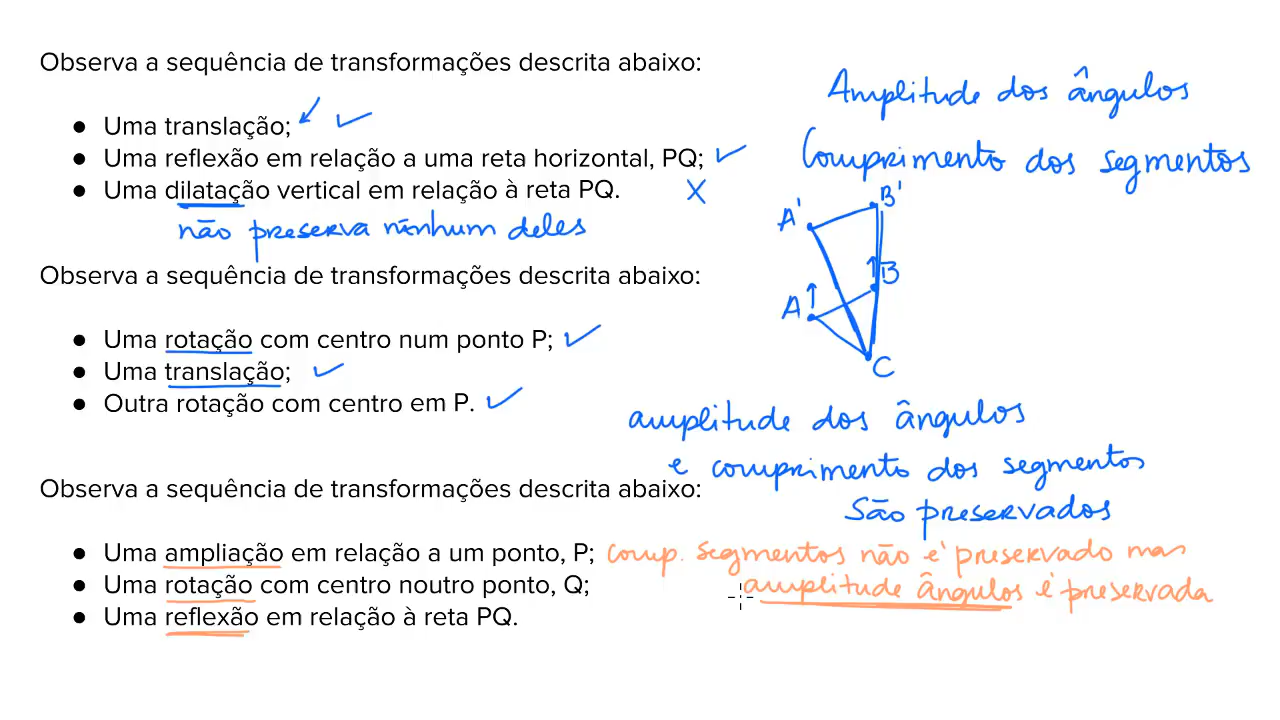 Observa a sequência de transformações descrita abaixo:
Amplitude dos ângulos
● Uma translação;
Comprimento dos segmentos
● Uma reflexão em relação a uma reta horizontal, PQ;
● Uma dilatação vertical em relação à reta PQ.
não preserva ninhum deles
A'
B'
B
A
C
Observa a sequência de transformações descrita abaixo:
● Uma rotação com centro num ponto P;
● Uma translação;
● Outra rotação com centro em P.
amplitude dos ângulos
e comprimento dos segmentos
são preservados
Observa a sequência de transformações descrita abaixo:
● Uma ampliação em relação a um ponto, P;
comp. segmentos não é preservado mas
● Uma rotação com centro noutro ponto, Q;
amplitude ângulos é preservada
● Uma reflexão em relação à reta PQ.